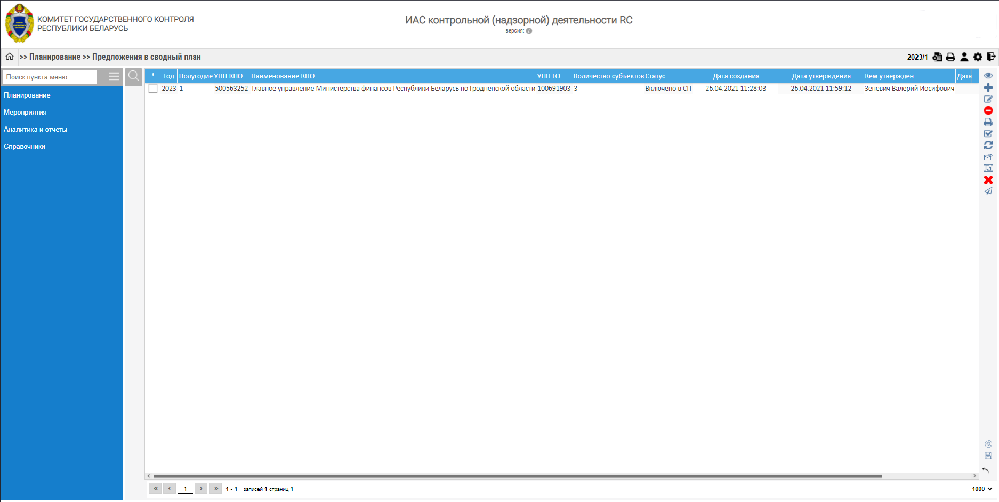 КОМИТЕТ ГОСУДАРСТВЕННОГО КОНТРОЛЯ
РЕСПУБЛИКИ БЕЛАРУСЬ
ИАС контрольной (надзорной) деятельности RC
версия:
>> Планирование >> Предложения в сводный план
2023/1
Поиск пункта меню
Планирование
Мероприятия
Аналитика и отчеты
Справочники
* Год Полугодие УНП КНО Наименование КНО УНП ГО Количество субъектов Статус Дата создания Дата утверждения Кем утвержден Дата
2023 1 500563252 Главное управление Министерства финансов Республики Беларусь по Гродненской области 100691903 3 Включено в СП 26.04.2021 11:28:03 26.04.2021 11:59:12 Зеневич Валерий Иосифович
« ‹ 1 › » 1 - 1 записей 1 страниц 1
1000